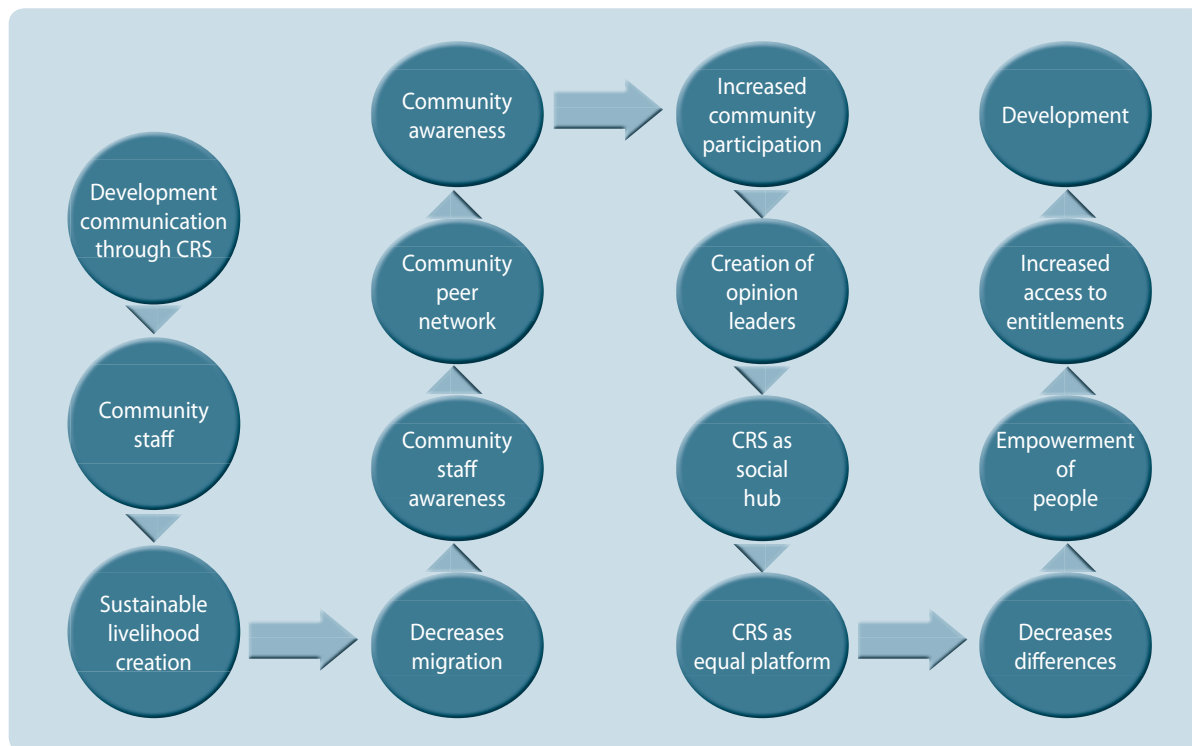 Development
communication
through CRS
Community
staff
Sustainable
livelihood
creation
Decreases
migration
Community
staff
awareness
Community
peer
network
Community
awareness
Increased
community
participation
Creation of
opinion
leaders
CRS as
social
hub
CRS as
equal platform
Decreases
differences
Empowerment
of
people
Increased
access to
entitlements
Development